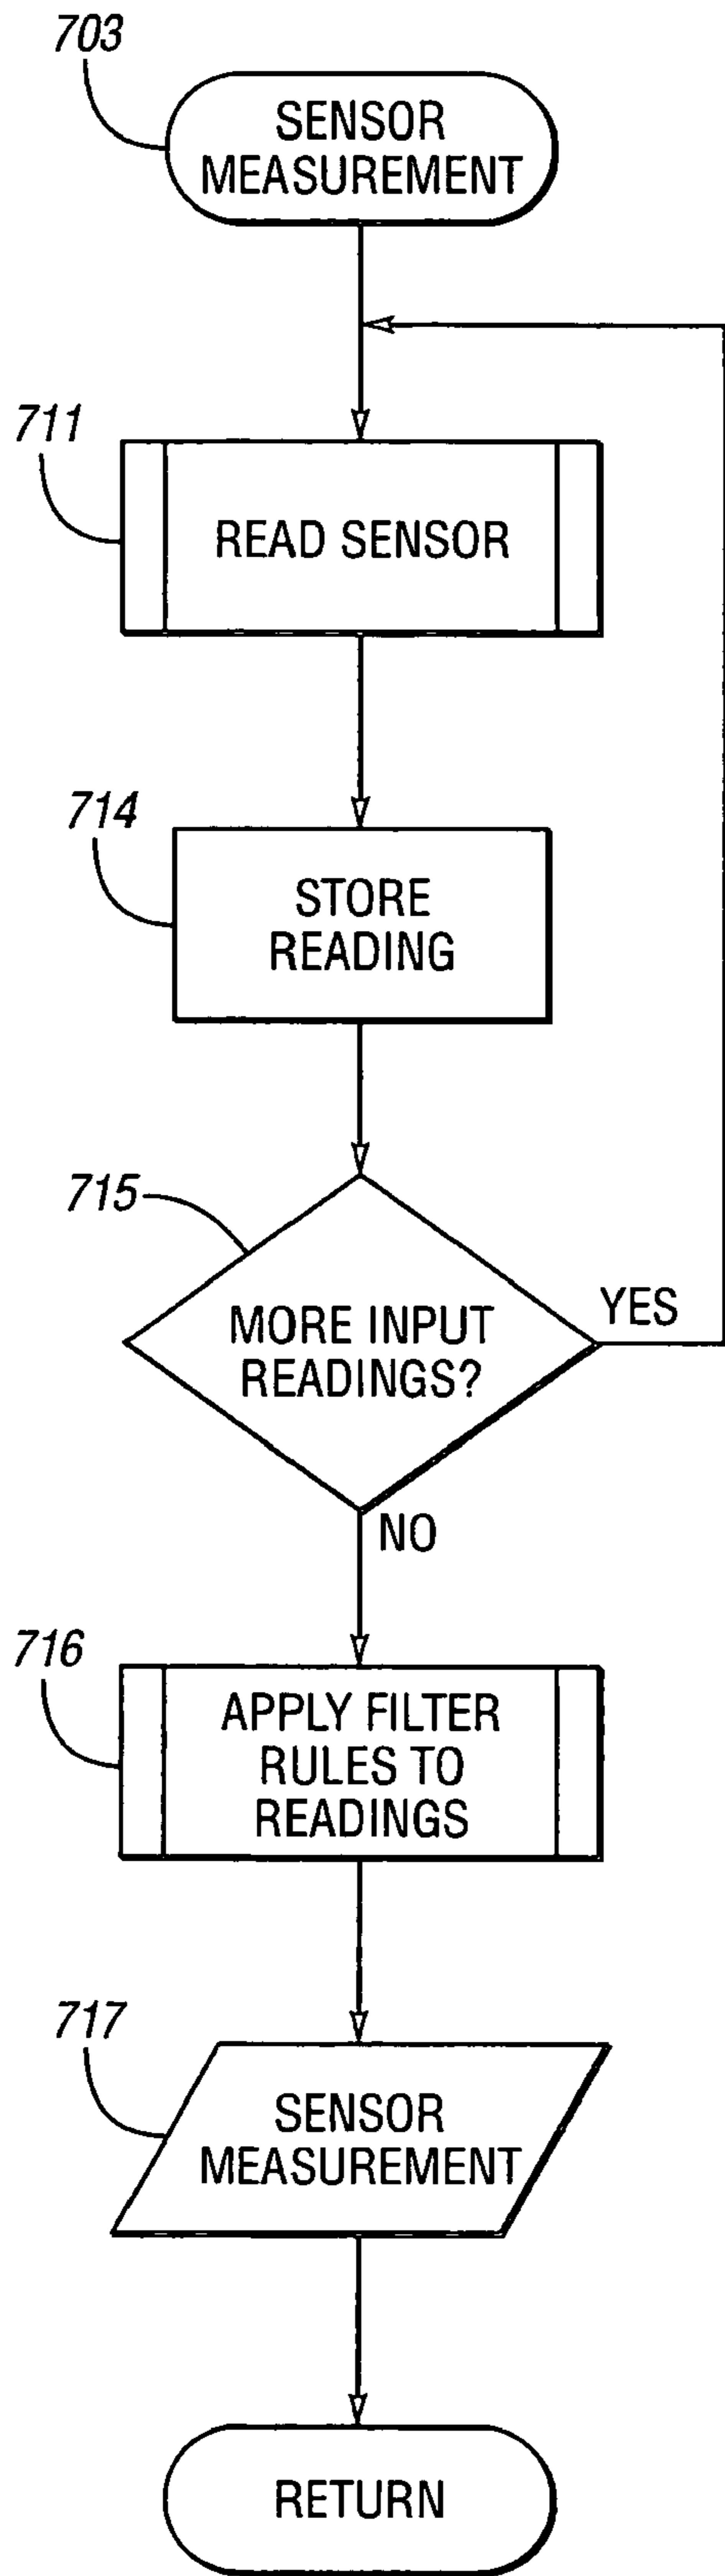 703
SENSOR
MEASUREMENT
711
READ SENSOR
714
STORE
READING
715
MORE INPUT
READINGS?
YES
NO
716
APPLY FILTER
RULES TO
READINGS
717
SENSOR
MEASUREMENT
RETURN